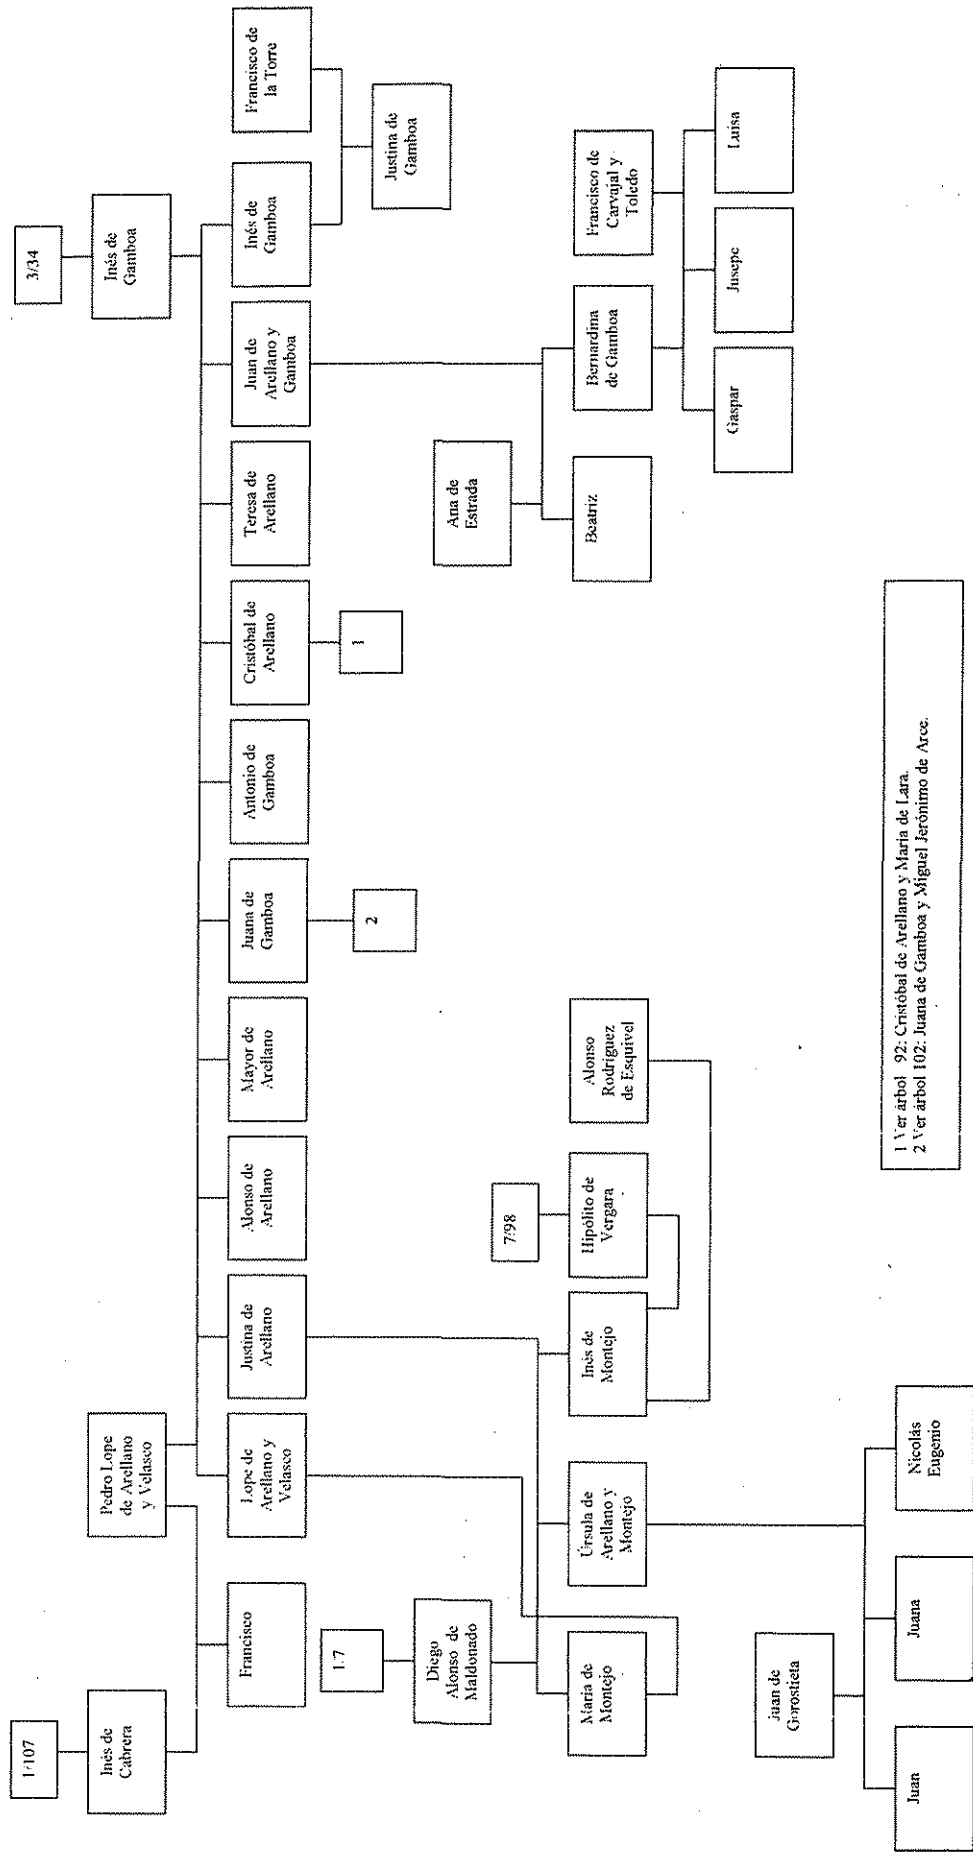 1/107
3/34
Inés de
Cabrera
Pedro Lope
de Arellano
y Velasco
Inés de
Gamboa
Francisco
Lope de
Arellano y
Velasco
Justina de
Arellano
Alonso de
Arellano
Mayor de
Arellano
Juana de
Gamboa
Antonio de
Gamboa
Cristóbal de
Arellano
Teresa de
Arellano
Juan de
Arellano y
Gamboa
Inés de
Gamboa
Francisco de
la Torre
1/7
2
1
Justina de
Gamboa
Diego
Alonso de
Maldonado
Ana de
Estrada
7/98
María de
Montejo
Úrsula de
Arellano y
Montejo
Inés de
Montejo
Hipólito de
Vergara
Alonso
Rodríguez
de Esquivel
Beatriz
Bernardina
de Gamboa
Francisco de
Carvajal y
Toledo
Gaspar
Jusepe
Luisa
Juan de
Gorostieta
Juan
Juana
Nicolás
Eugenio
1 Ver árbol 92: Cristóbal de Arellano y María de Lara.
2 Ver árbol 102: Juana de Gamboa y Miguel Jerónimo de Arce.